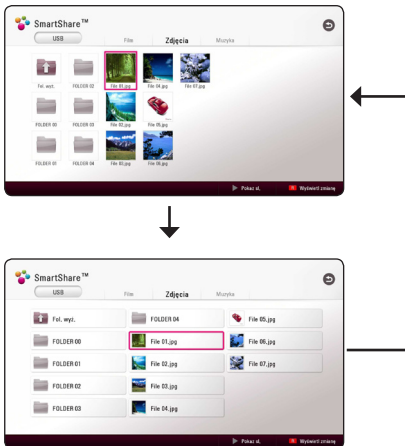 SmartShare™
USB
Film Zdjęcia Muzyka
Fol. wyż. FOLDER 02 File 01.jpg File 04.jpg File 07.jpg
FOLDER 00 FOLDER 03 File 02.jpg File 05.jpg
FOLDER 01 FOLDER 04 File 03.jpg File 06.jpg
Pokaz sl. Wyświetl zmianę
SmartShare™
USB
Film Zdjęcia Muzyka
Fol. wyż. FOLDER 04 File 05.jpg
FOLDER 00 File 01.jpg File 06.jpg
FOLDER 01 File 02.jpg File 07.jpg
FOLDER 02 File 03.jpg
FOLDER 03 File 04.jpg
Pokaz sl. Wyświetl zmianę